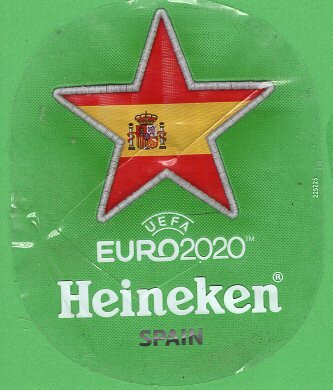 UEFA
EURO2020™
Heineken®
SPAIN